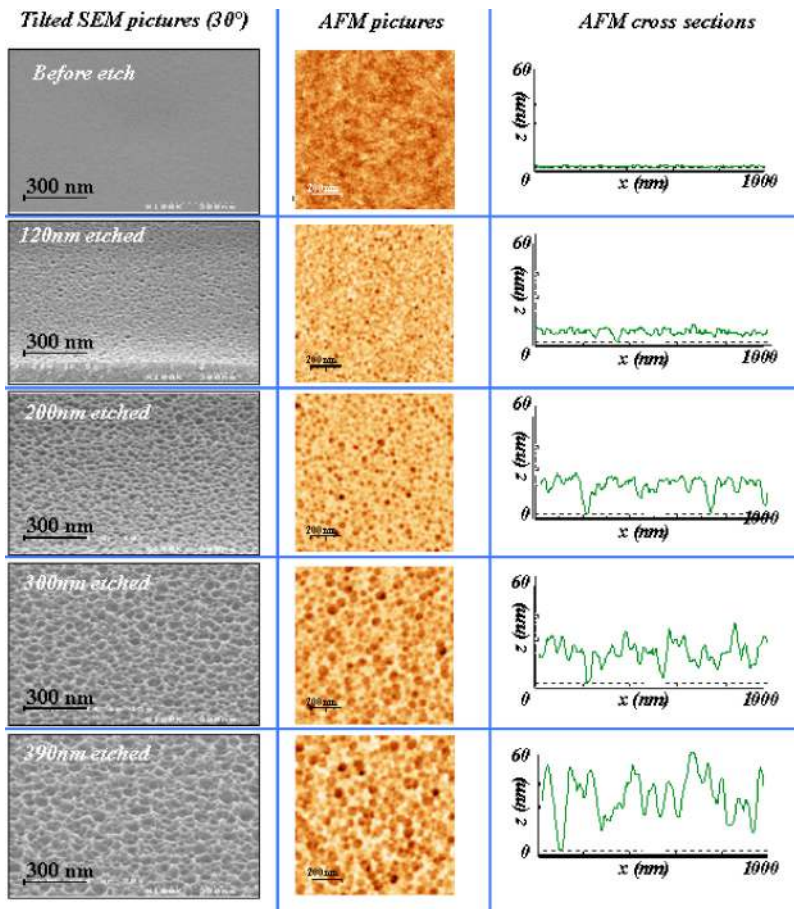 Tilted SEM pictures (30°)
AFM pictures
AFM cross sections
Before etch
300 nm
200nm
60
z (nm)
0
x (nm)
1000
120nm etched
300 nm
200 nm
60
z (nm)
0
x (nm)
1000
200nm etched
300 nm
200 nm
60
z (nm)
0
x (nm)
1000
300nm etched
300 nm
200 nm
60
z (nm)
0
x (nm)
1000
390nm etched
300 nm
200 nm
60
z (nm)
0
x (nm)
1000